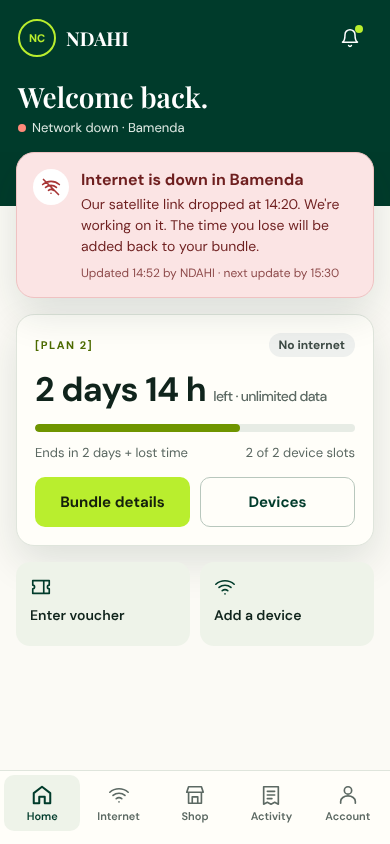 NC NDAHI
Welcome back.
Network down · Bamenda
Internet is down in Bamenda
Our satellite link dropped at 14:20. We're
working on it. The time you lose will be
added back to your bundle.
Updated 14:52 by NDAHI · next update by 15:30
[PLAN 2] No internet
2 days 14 h left · unlimited data
Ends in 2 days + lost time 2 of 2 device slots
Bundle details Devices
Enter voucher Add a device
Home Internet Shop Activity Account